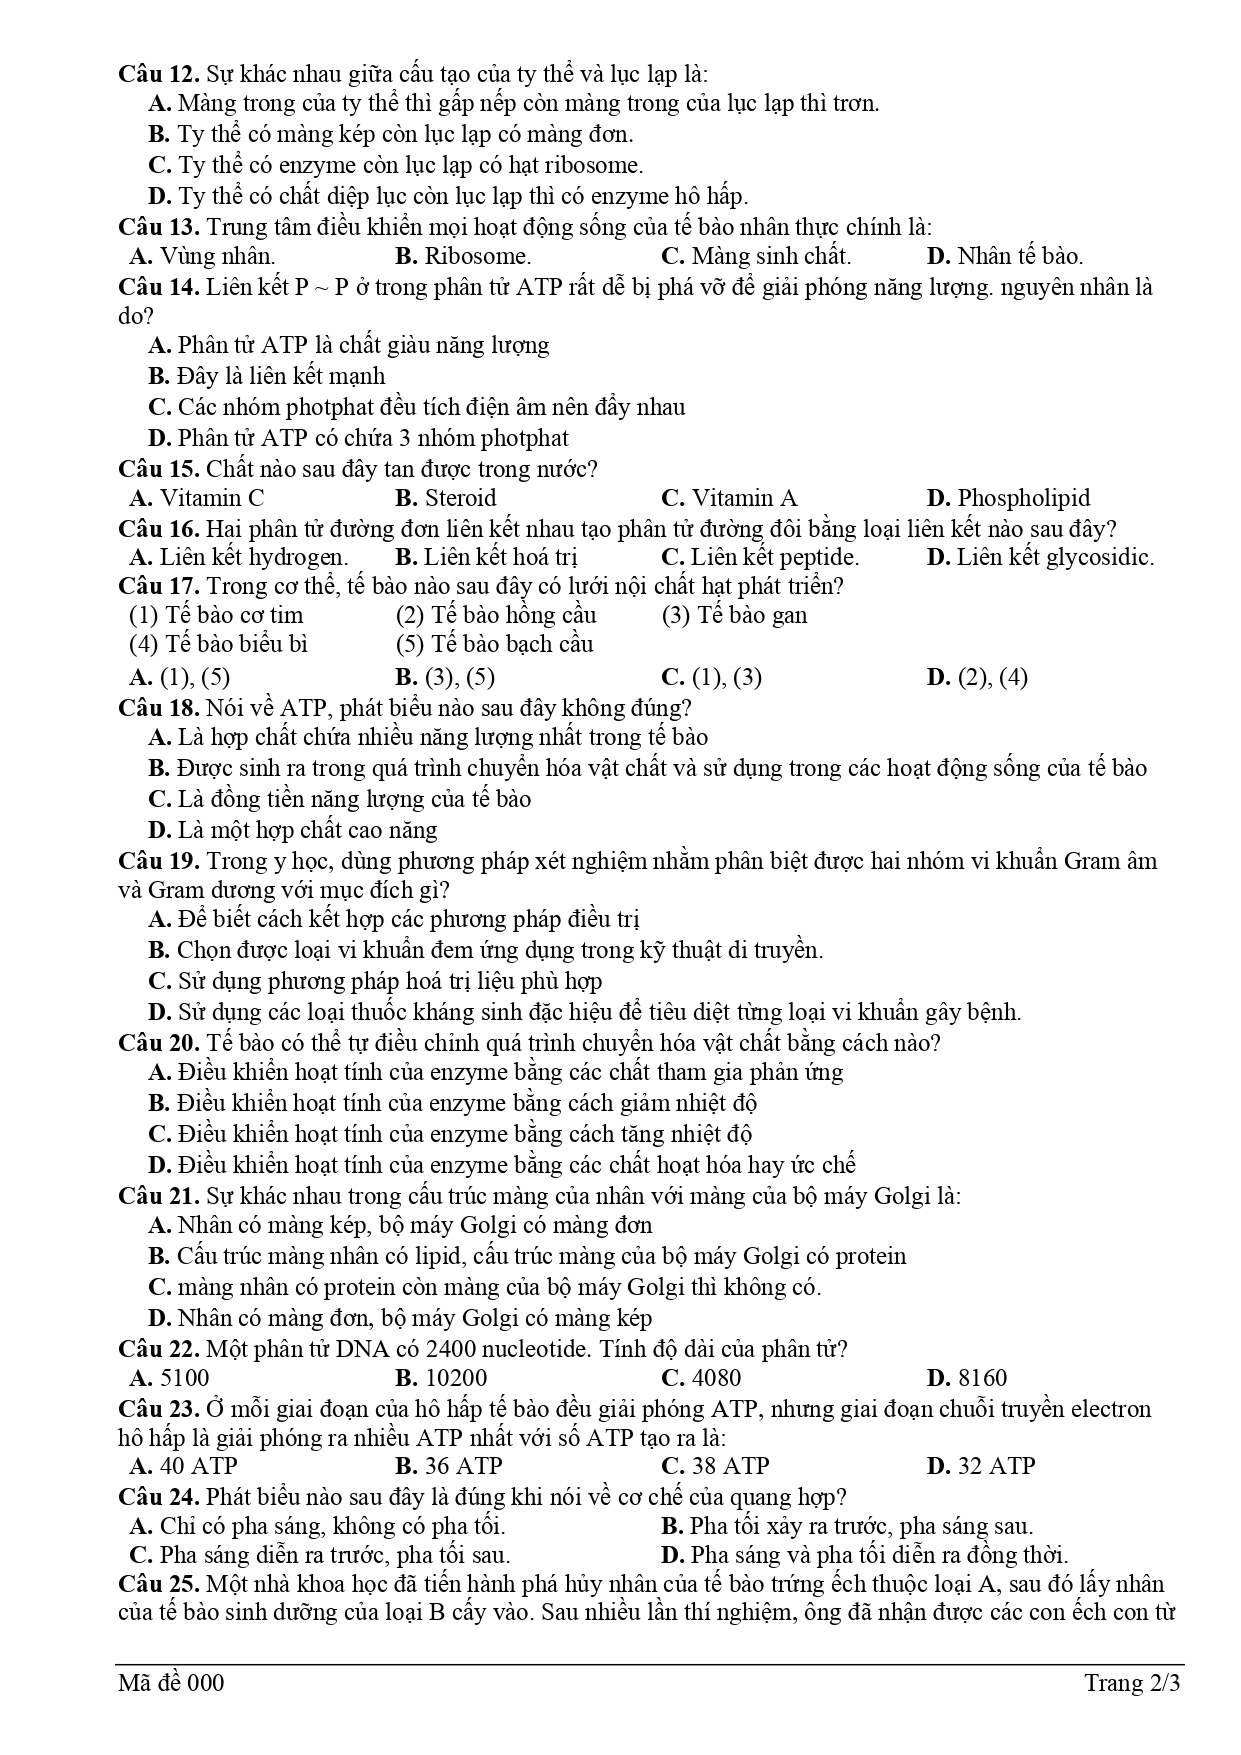 Câu 12. Sự khác nhau giữa cấu tạo của ty thể và lục lạp là:
A. Màng trong của ty thể thì gấp nếp còn màng trong của lục lạp thì trơn.
B. Ty thể có màng kép còn lục lạp có màng đơn.
C. Ty thể có enzyme còn lục lạp có hạt ribosome.
D. Ty thể có chất diệp lục còn lục lạp thì có enzyme hô hấp.
Câu 13. Trung tâm điều khiển mọi hoạt động sống của tế bào nhân thực chính là:
A. Vùng nhân. B. Ribosome. C. Màng sinh chất. D. Nhân tế bào.
Câu 14. Liên kết P ~ P ở trong phân tử ATP rất dễ bị phá vỡ để giải phóng năng lượng. nguyên nhân là
do?
A. Phân tử ATP là chất giàu năng lượng
B. Đây là liên kết mạnh
C. Các nhóm photphat đều tích điện âm nên đẩy nhau
D. Phân tử ATP có chứa 3 nhóm photphat
Câu 15. Chất nào sau đây tan được trong nước?
A. Vitamin C B. Steroid C. Vitamin A D. Phospholipid
Câu 16. Hai phân tử đường đơn liên kết nhau tạo phân tử đường đôi bằng loại liên kết nào sau đây?
A. Liên kết hydrogen. B. Liên kết hoá trị C. Liên kết peptide. D. Liên kết glycosidic.
Câu 17. Trong cơ thể, tế bào nào sau đây có lưới nội chất hạt phát triển?
(1) Tế bào cơ tim (2) Tế bào hồng cầu (3) Tế bào gan
(4) Tế bào biểu bì (5) Tế bào bạch cầu
A. (1), (5) B. (3), (5) C. (1), (3) D. (2), (4)
Câu 18. Nói về ATP, phát biểu nào sau đây không đúng?
A. Là hợp chất chứa nhiều năng lượng nhất trong tế bào
B. Được sinh ra trong quá trình chuyển hóa vật chất và sử dụng trong các hoạt động sống của tế bào
C. Là đồng tiền năng lượng của tế bào
D. Là một hợp chất cao năng
Câu 19. Trong y học, dùng phương pháp xét nghiệm nhằm phân biệt được hai nhóm vi khuẩn Gram âm
và Gram dương với mục đích gì?
A. Để biết cách kết hợp các phương pháp điều trị
B. Chọn được loại vi khuẩn đem ứng dụng trong kỹ thuật di truyền.
C. Sử dụng phương pháp hoá trị liệu phù hợp
D. Sử dụng các loại thuốc kháng sinh đặc hiệu để tiêu diệt từng loại vi khuẩn gây bệnh.
Câu 20. Tế bào có thể tự điều chỉnh quá trình chuyển hóa vật chất bằng cách nào?
A. Điều khiển hoạt tính của enzyme bằng các chất tham gia phản ứng
B. Điều khiển hoạt tính của enzyme bằng cách giảm nhiệt độ
C. Điều khiển hoạt tính của enzyme bằng cách tăng nhiệt độ
D. Điều khiển hoạt tính của enzyme bằng các chất hoạt hóa hay ức chế
Câu 21. Sự khác nhau trong cấu trúc màng của nhân với màng của bộ máy Golgi là:
A. Nhân có màng kép, bộ máy Golgi có màng đơn
B. Cấu trúc màng nhân có lipid, cấu trúc màng của bộ máy Golgi có protein
C. màng nhân có protein còn màng của bộ máy Golgi thì không có.
D. Nhân có màng đơn, bộ máy Golgi có màng kép
Câu 22. Một phân tử DNA có 2400 nucleotide. Tính độ dài của phân tử?
A. 5100 B. 10200 C. 4080 D. 8160
Câu 23. Ở mỗi giai đoạn của hô hấp tế bào đều giải phóng ATP, nhưng giai đoạn chuỗi truyền electron
hô hấp là giải phóng ra nhiều ATP nhất với số ATP tạo ra là:
A. 40 ATP B. 36 ATP C. 38 ATP D. 32 ATP
Câu 24. Phát biểu nào sau đây là đúng khi nói về cơ chế của quang hợp?
A. Chỉ có pha sáng, không có pha tối. B. Pha tối xảy ra trước, pha sáng sau.
C. Pha sáng diễn ra trước, pha tối sau. D. Pha sáng và pha tối diễn ra đồng thời.
Câu 25. Một nhà khoa học đã tiến hành phá hủy nhân của tế bào trứng ếch thuộc loại A, sau đó lấy nhân
của tế bào sinh dưỡng của loại B cấy vào. Sau nhiều lần thí nghiệm, ông đã nhận được các con ếch con từ
Mã đề 000 Trang 2/3